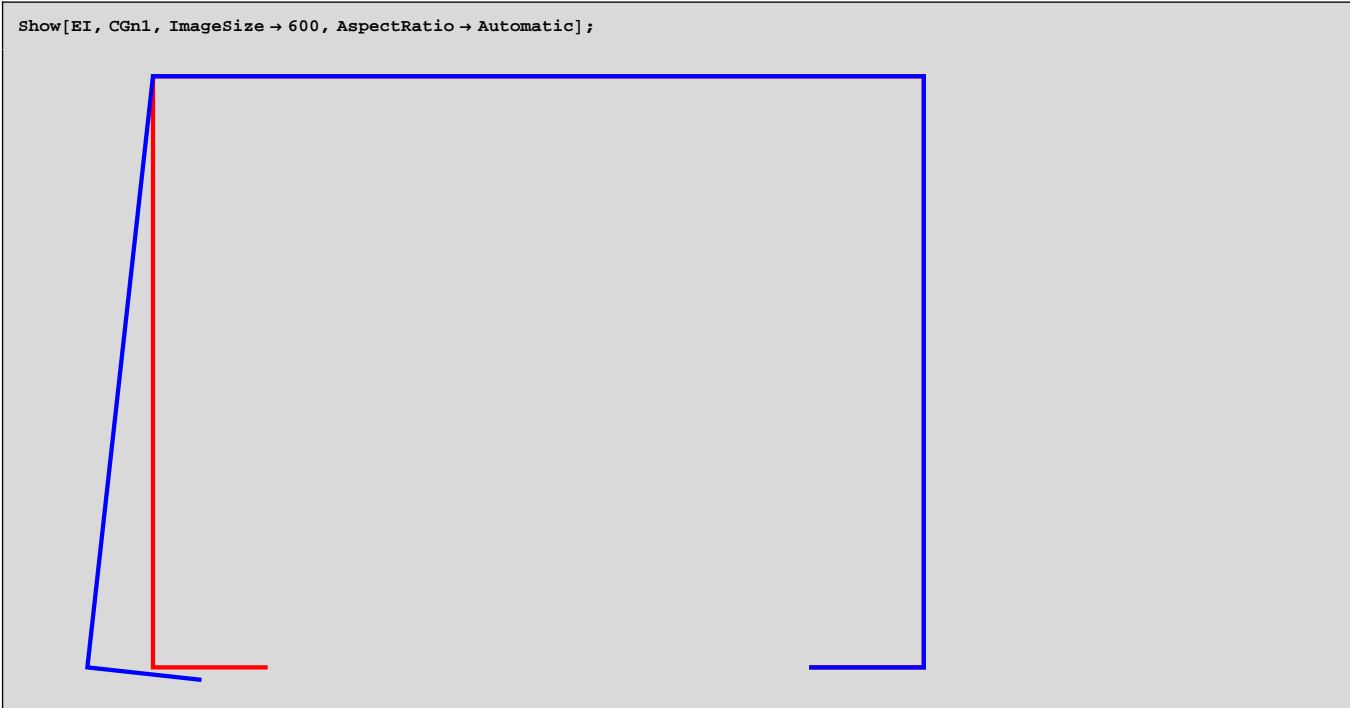 Show[EI, CGn1, ImageSize → 600, AspectRatio → Automatic];